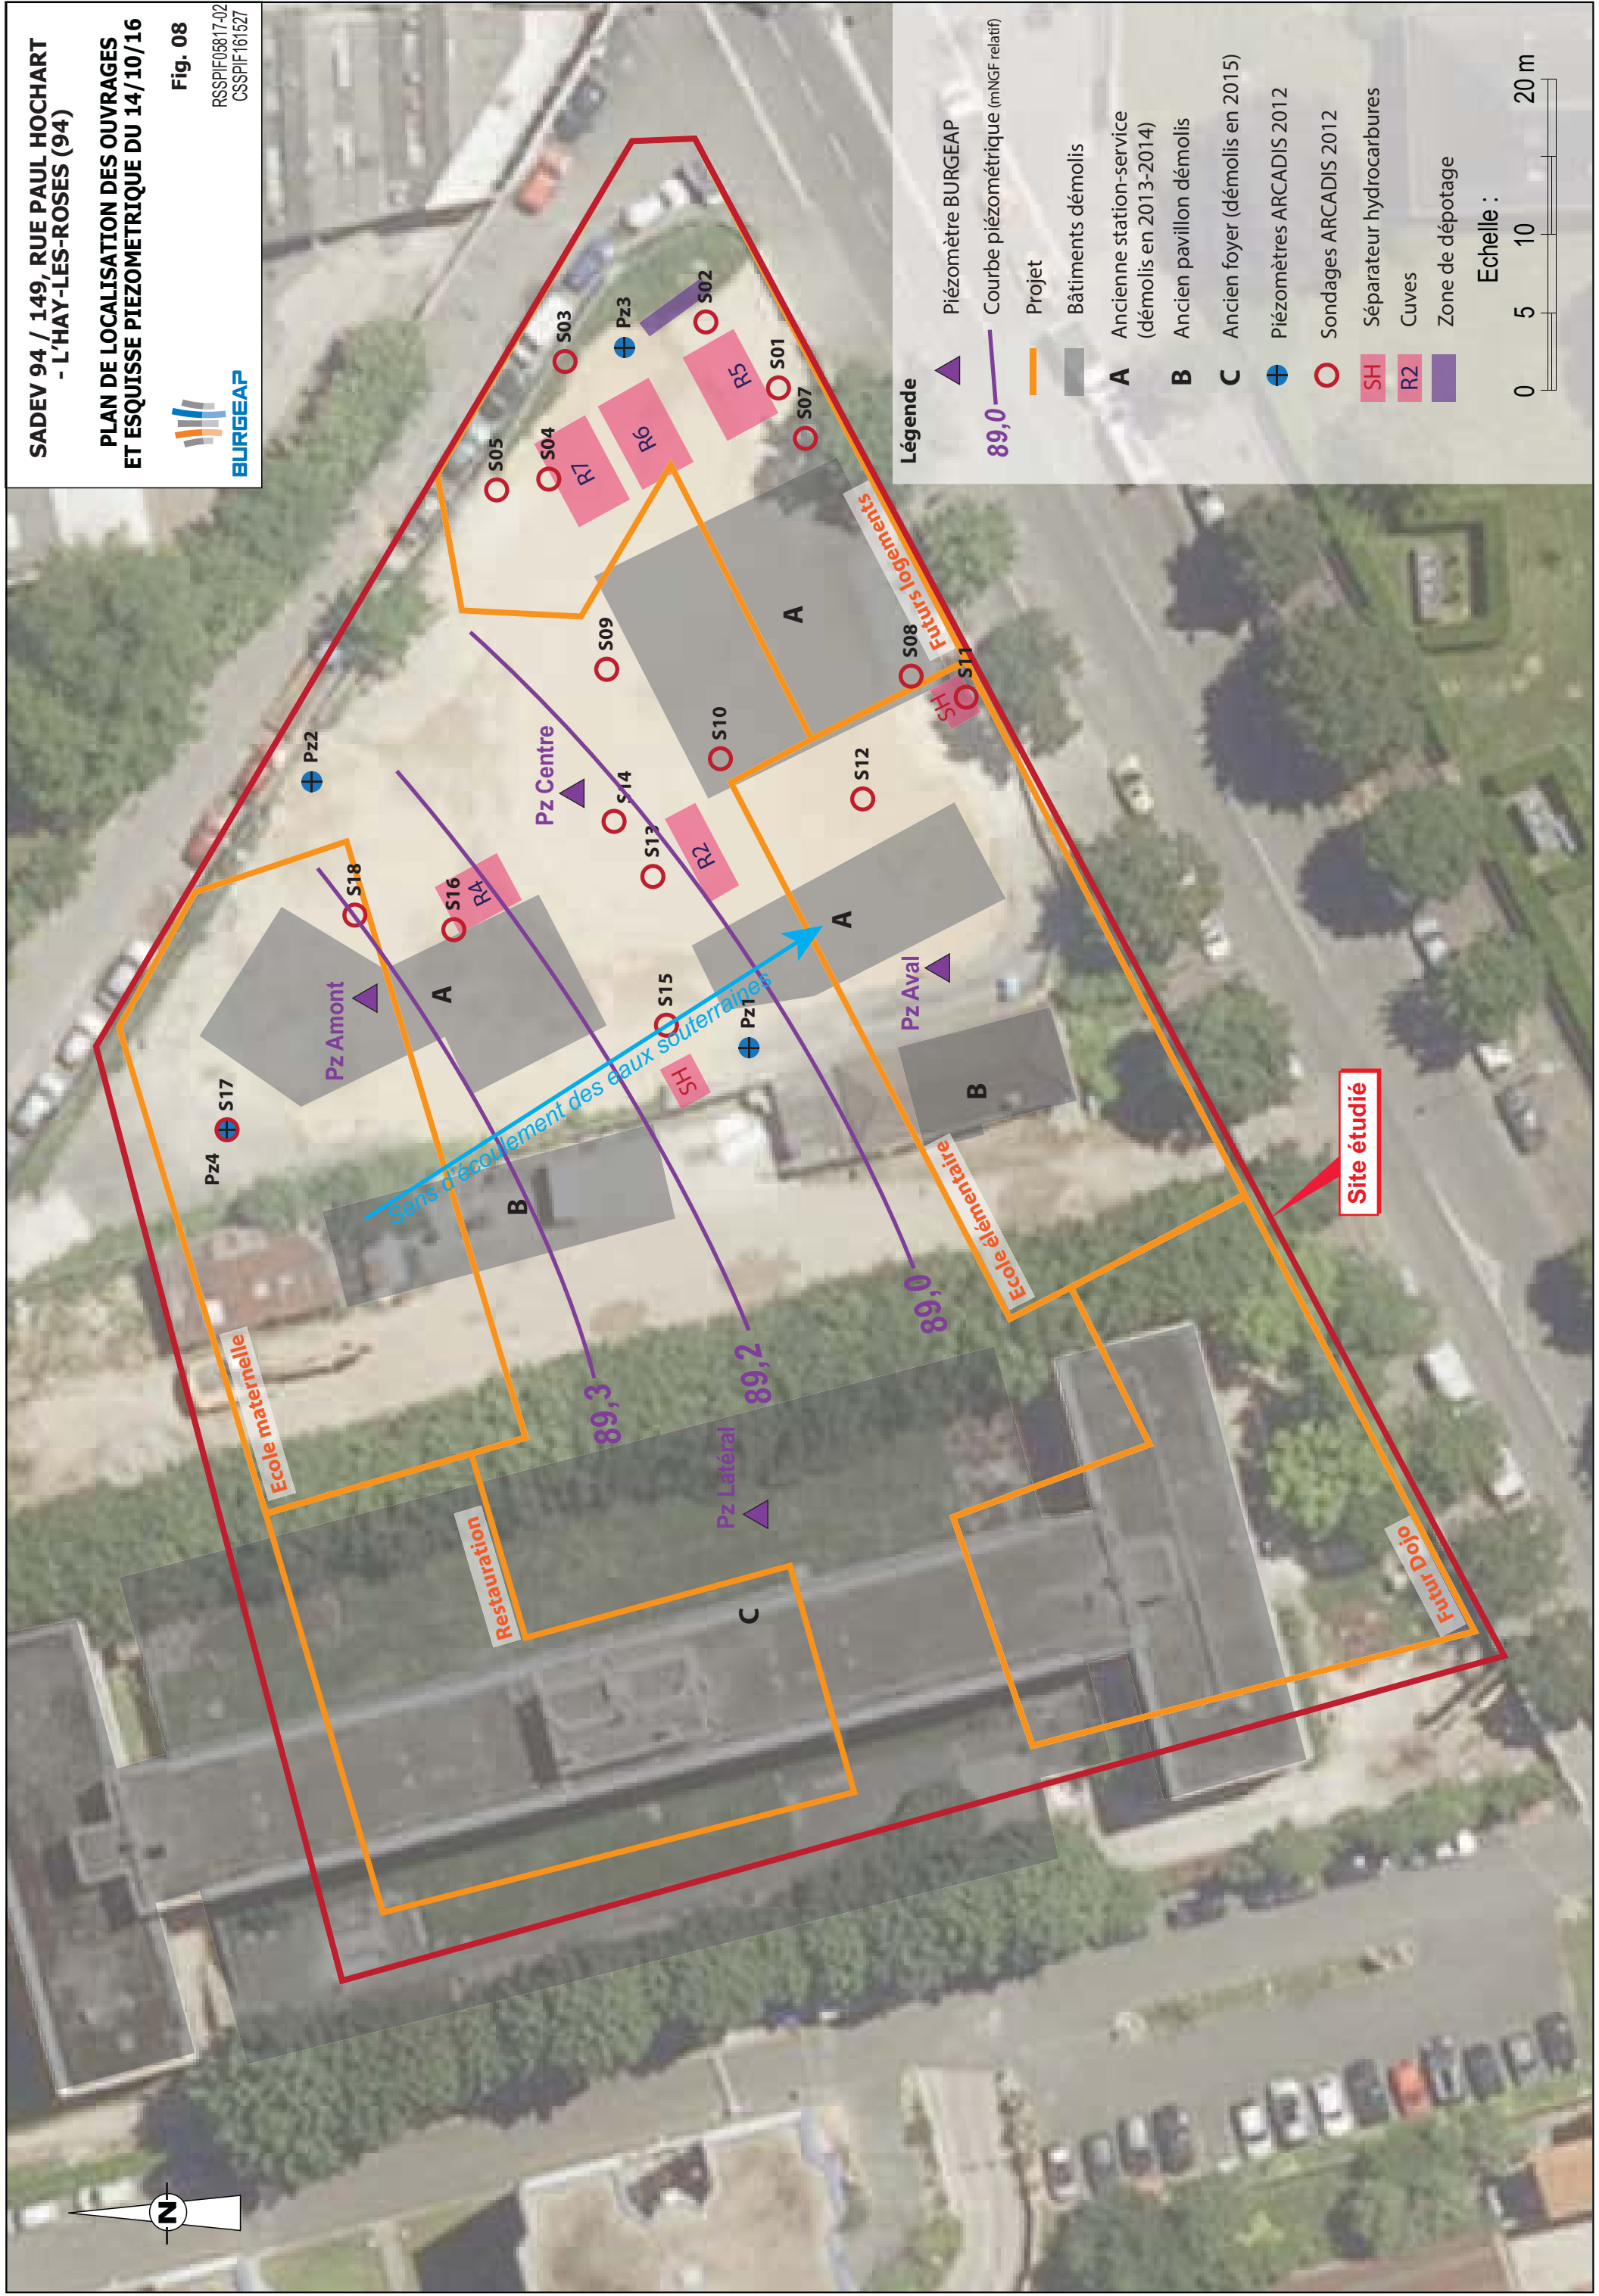 SADEV 94 / 149, RUE PAUL HOCHART
- L'HAY-LES-ROSES (94)
PLAN DE LOCALISATION DES OUVRAGES
ET ESQUISSE PIEZOMETRIQUE DU 14/10/16
BURGEAP
Fig. 08
RSSPIF05817-02
CSSPIF161527
N
Ecole maternelle
Restauration
Ecole élémentaire
Futurs logements
Futur Dojo
Site étudié
Sens d'écoulement des eaux souterraines
89,3
89,2
89,0
Pz Amont
Pz Centre
Pz Aval
Pz Latéral
Pz4
S17
Pz2
S18
S16
R4
A
B
SH
S15
Pz1
S14
S13
R2
S10
S09
A
S12
A
B
C
S05
S04
S03
Pz3
R7
R6
R5
S02
S01
S07
S08
S11
SH
Légende
Piézomètre BURGEAP
89,0 Courbe piézométrique (mNGF relatif)
Projet
Bâtiments démolis
A Ancienne station-service
(démolis en 2013-2014)
B Ancien pavillon démolis
C Ancien foyer (démolis en 2015)
Piézomètres ARCADIS 2012
Sondages ARCADIS 2012
SH Séparateur hydrocarbures
R2 Cuves
Zone de dépotage
Echelle :
0 5 10 20 m